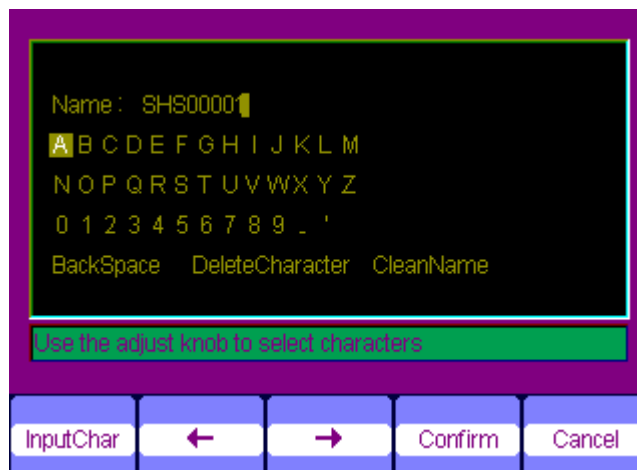 Name : SHS00001
A B C D E F G H I J K L M
N O P Q R S T U V W X Y Z
0 1 2 3 4 5 6 7 8 9 _ '
BackSpace DeleteCharacter CleanName
Use the adjust knob to select characters
InputChar ← → Confirm Cancel